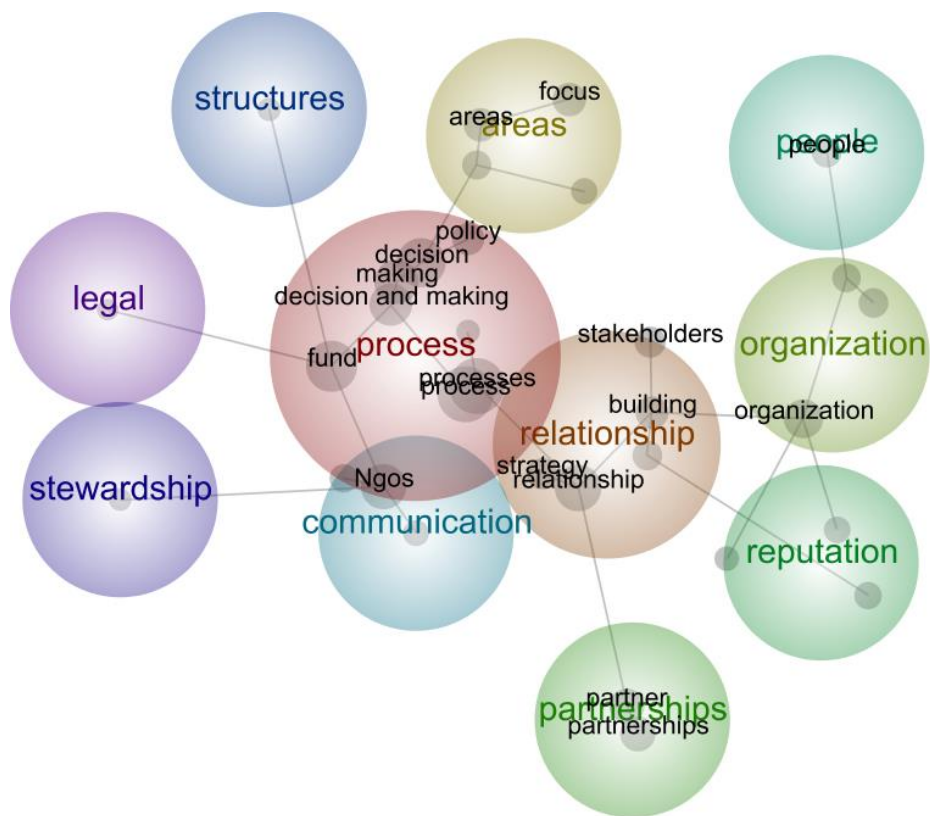 structures
focus
areas
areas
people
people
policy
decision
making
decision and making
legal
process
fund
processes
process
stakeholders
organization
building
organization
relationship
strategy
relationship
Ngos
stewardship
communication
reputation
partner
partnerships
partnerships